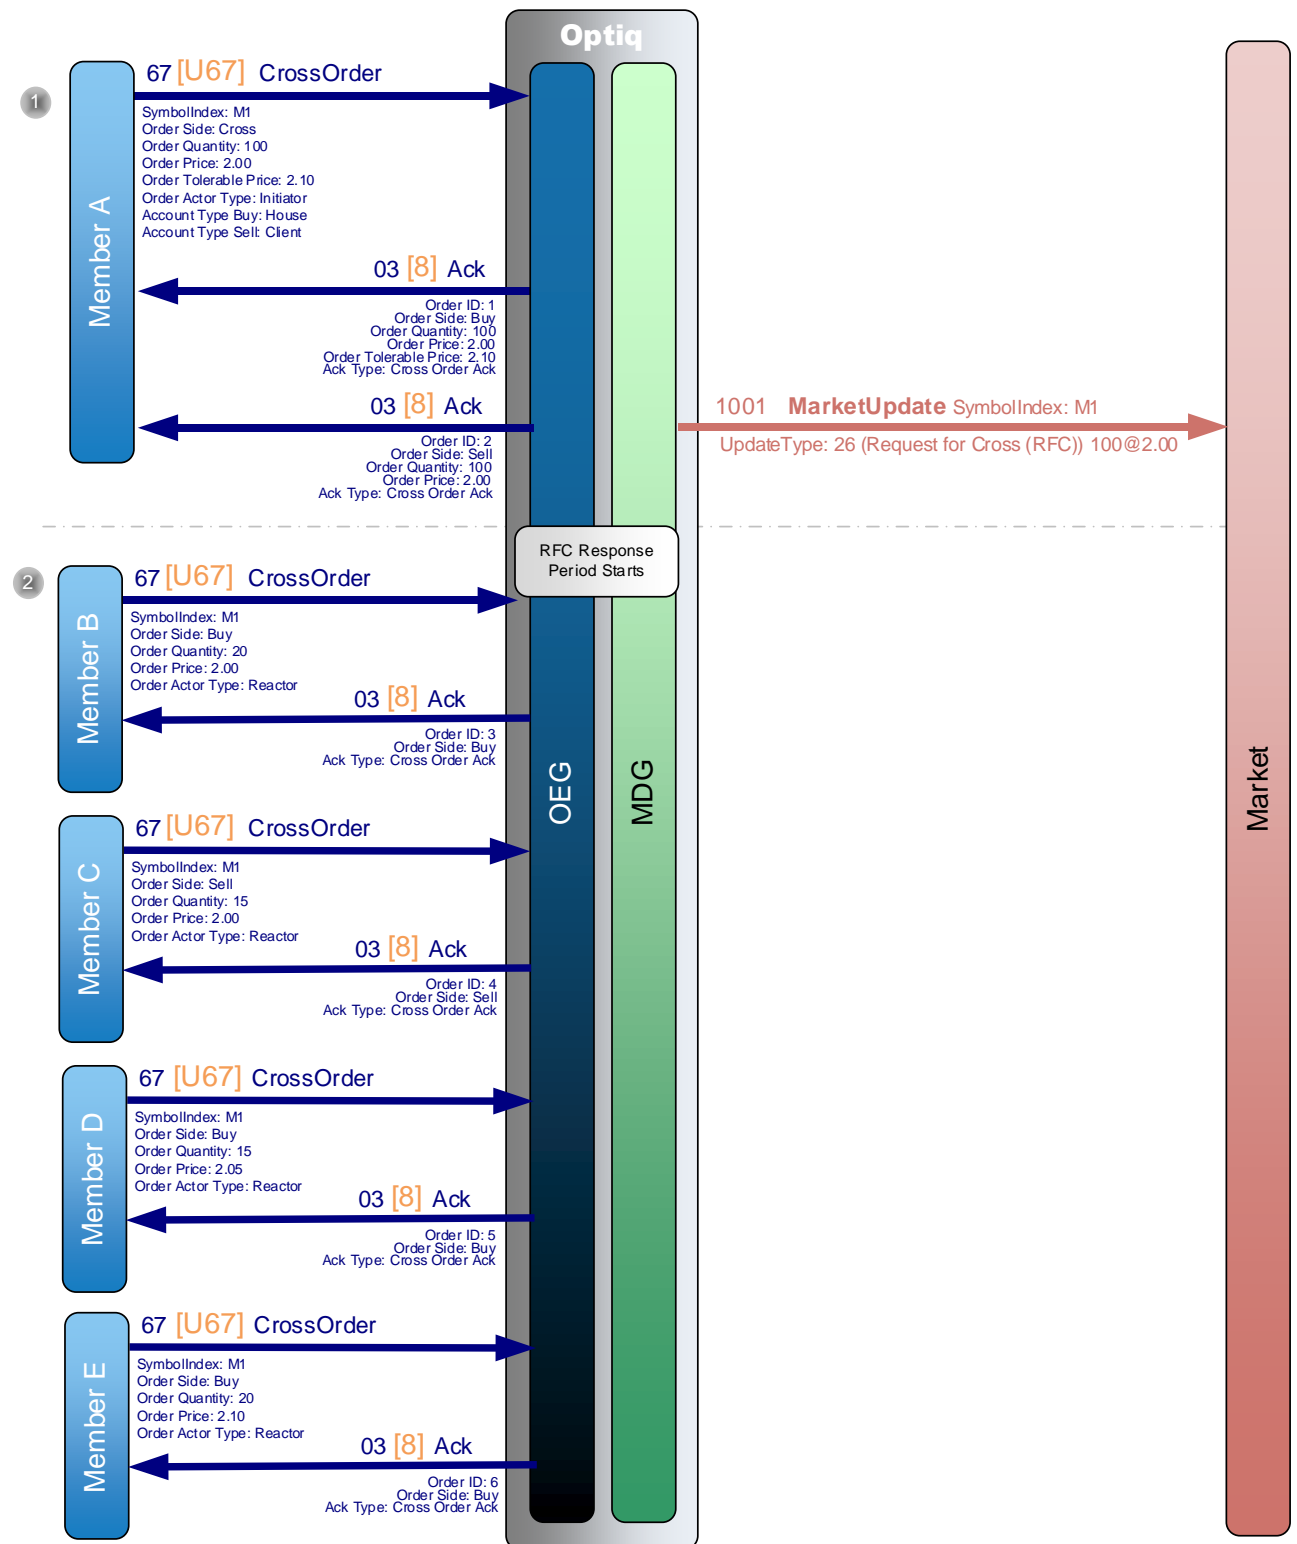 Optiq
1
67 [U67] CrossOrder
SymbolIndex: M1
Order Side: Cross
Order Quantity: 100
Order Price: 2.00
Order Tolerable Price: 2.10
Order Actor Type: Initiator
Account Type Buy: House
Account Type Sell: Client
Member A
03 [8] Ack
Order ID: 1
Order Side: Buy
Order Quantity: 100
Order Price: 2.00
Order Tolerable Price: 2.10
Ack Type: Cross Order Ack
03 [8] Ack
Order ID: 2
Order Side: Sell
Order Quantity: 100
Order Price: 2.00
Ack Type: Cross Order Ack
1001 MarketUpdate SymbolIndex: M1
UpdateType: 26 (Request for Cross (RFC)) 100@2.00
RFC Response
Period Starts
2
67 [U67] CrossOrder
SymbolIndex: M1
Order Side: Buy
Order Quantity: 20
Order Price: 2.00
Order Actor Type: Reactor
Member B
03 [8] Ack
Order ID: 3
Order Side: Buy
Ack Type: Cross Order Ack
OEG
MDG
Market
67 [U67] CrossOrder
SymbolIndex: M1
Order Side: Sell
Order Quantity: 15
Order Price: 2.00
Order Actor Type: Reactor
Member C
03 [8] Ack
Order ID: 4
Order Side: Sell
Ack Type: Cross Order Ack
67 [U67] CrossOrder
SymbolIndex: M1
Order Side: Buy
Order Quantity: 15
Order Price: 2.05
Order Actor Type: Reactor
Member D
03 [8] Ack
Order ID: 5
Order Side: Buy
Ack Type: Cross Order Ack
67 [U67] CrossOrder
SymbolIndex: M1
Order Side: Buy
Order Quantity: 20
Order Price: 2.10
Order Actor Type: Reactor
Member E
03 [8] Ack
Order ID: 6
Order Side: Buy
Ack Type: Cross Order Ack